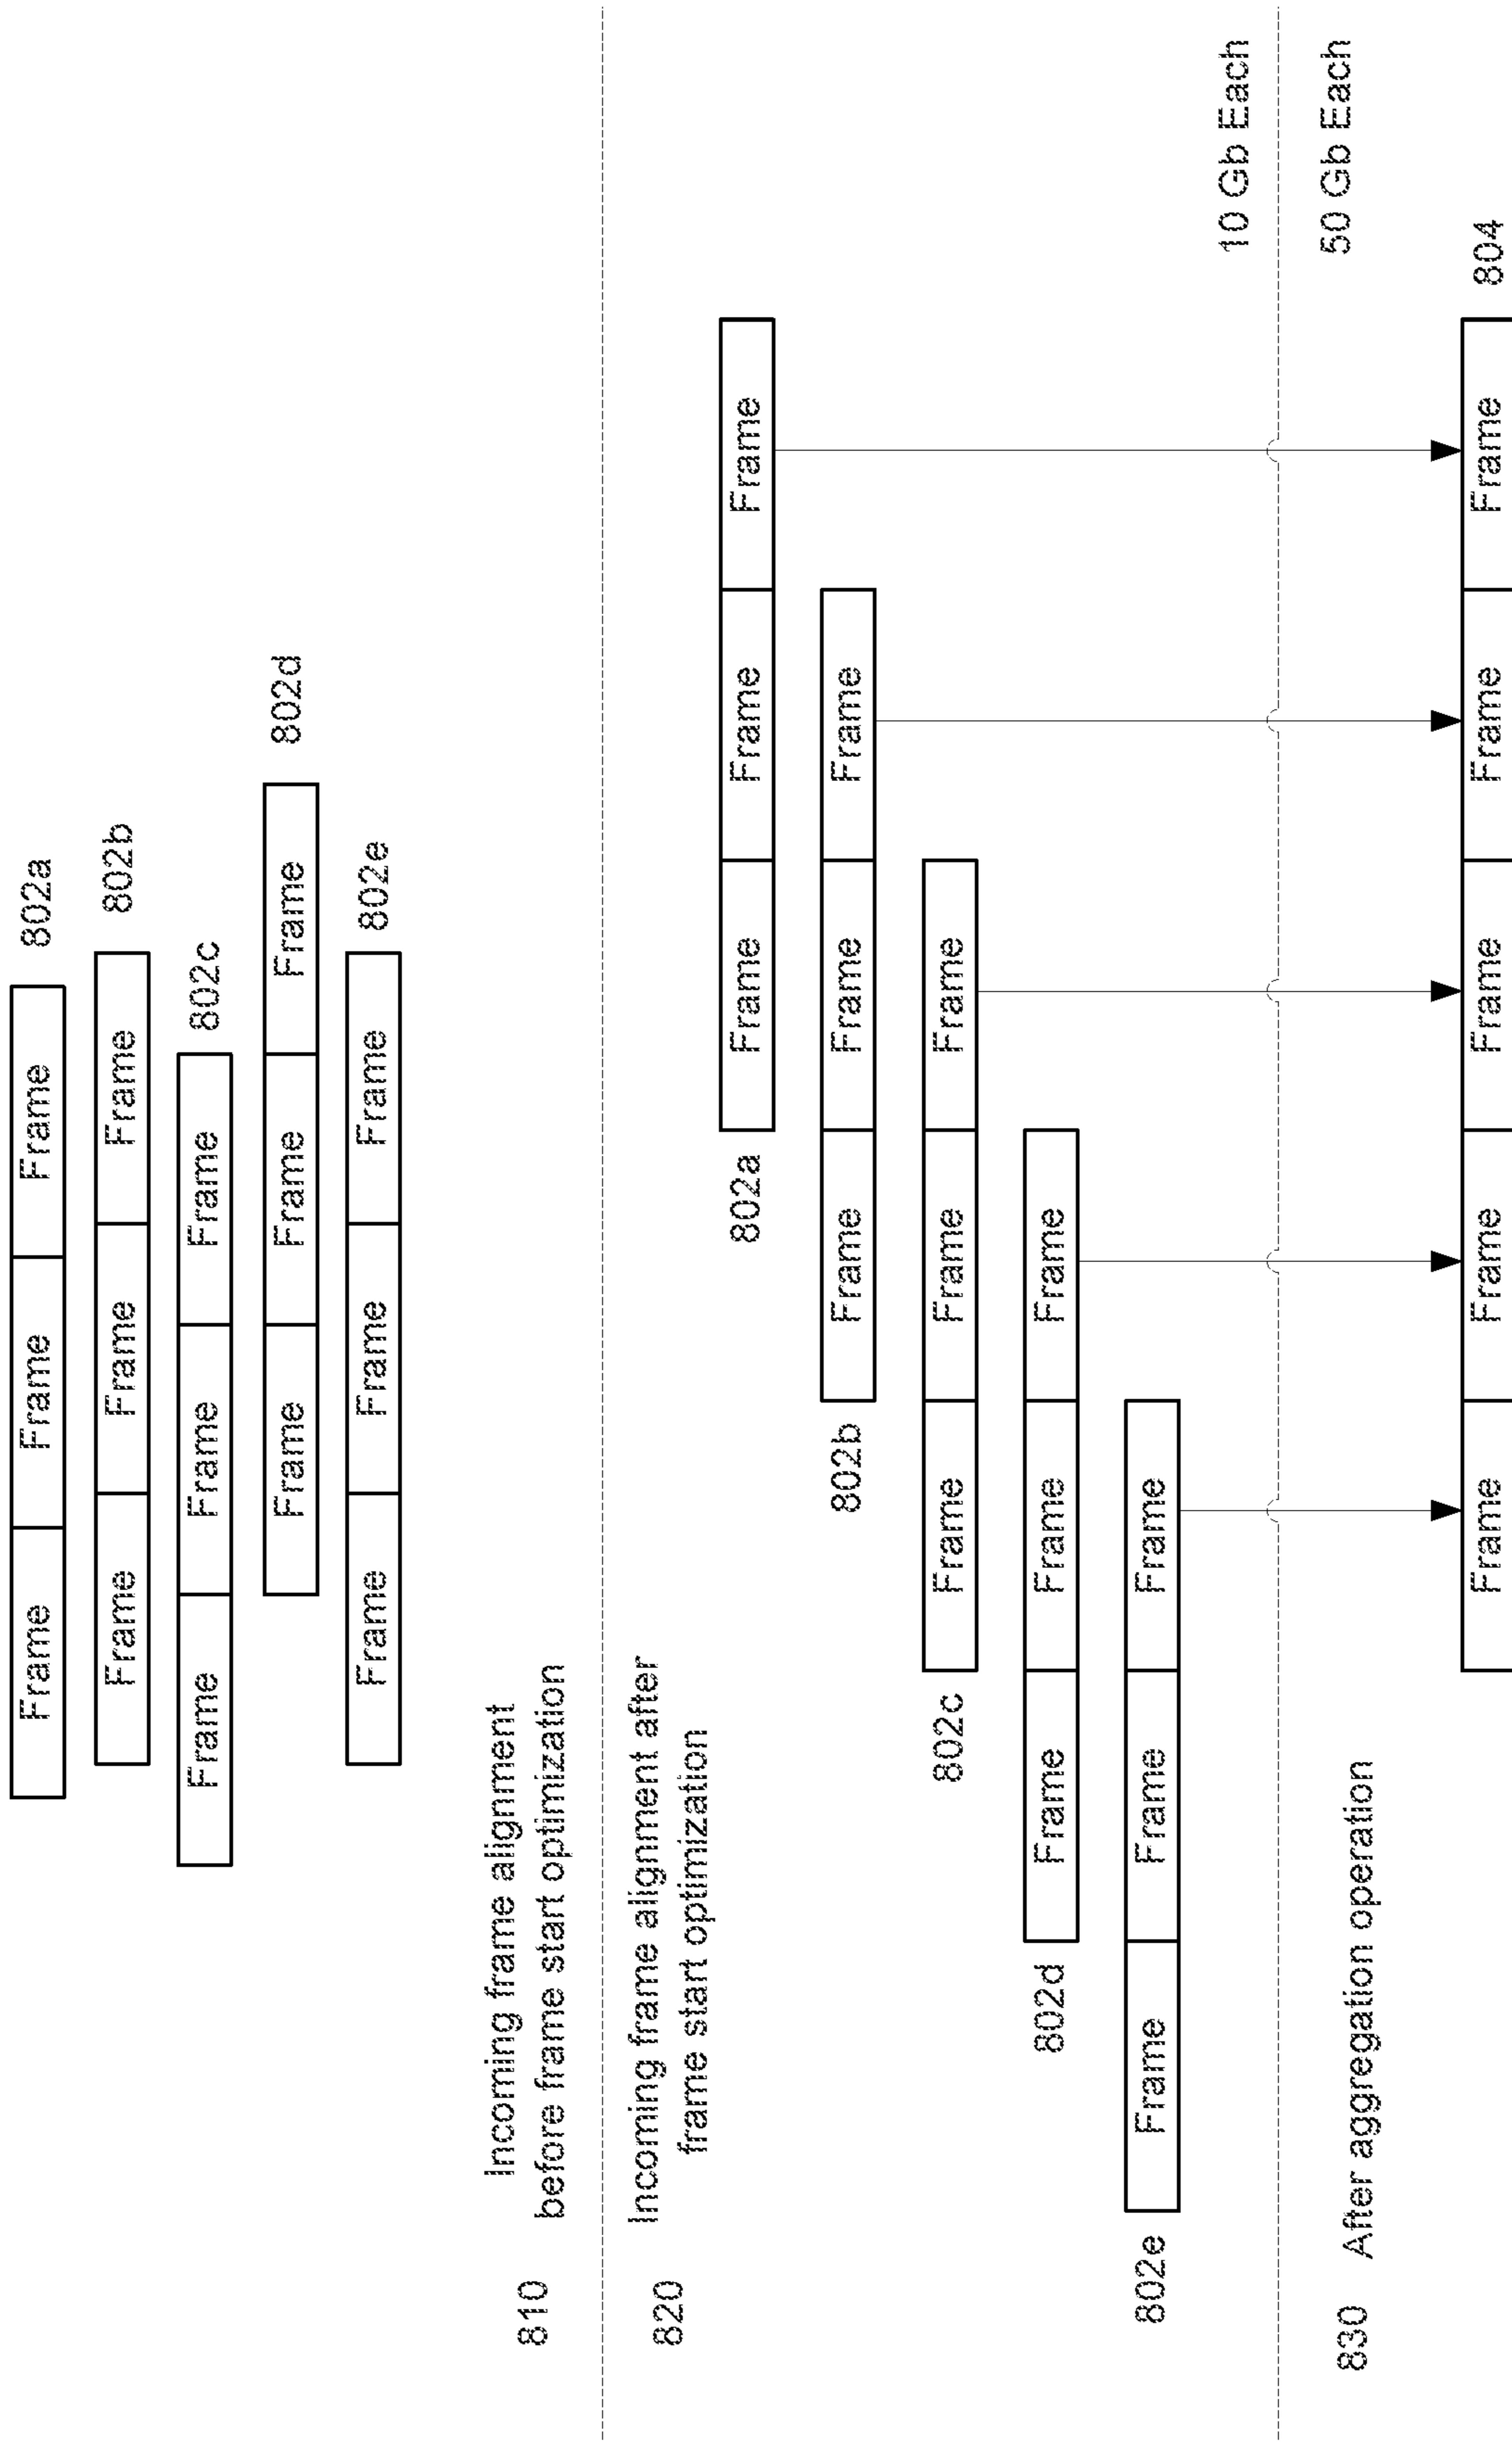 Frame Frame Frame 802a
Frame Frame Frame 802b
Frame Frame Frame 802c
Frame Frame Frame 802d
Frame Frame Frame 802e
810 Incoming frame alignment
before frame start optimization
820 Incoming frame alignment after
frame start optimization
802a Frame Frame Frame
802b Frame Frame Frame
802c Frame Frame Frame
802d Frame Frame Frame
802e Frame Frame Frame
10 Gb Each
50 Gb Each
830 After aggregation operation
Frame Frame Frame Frame Frame 804